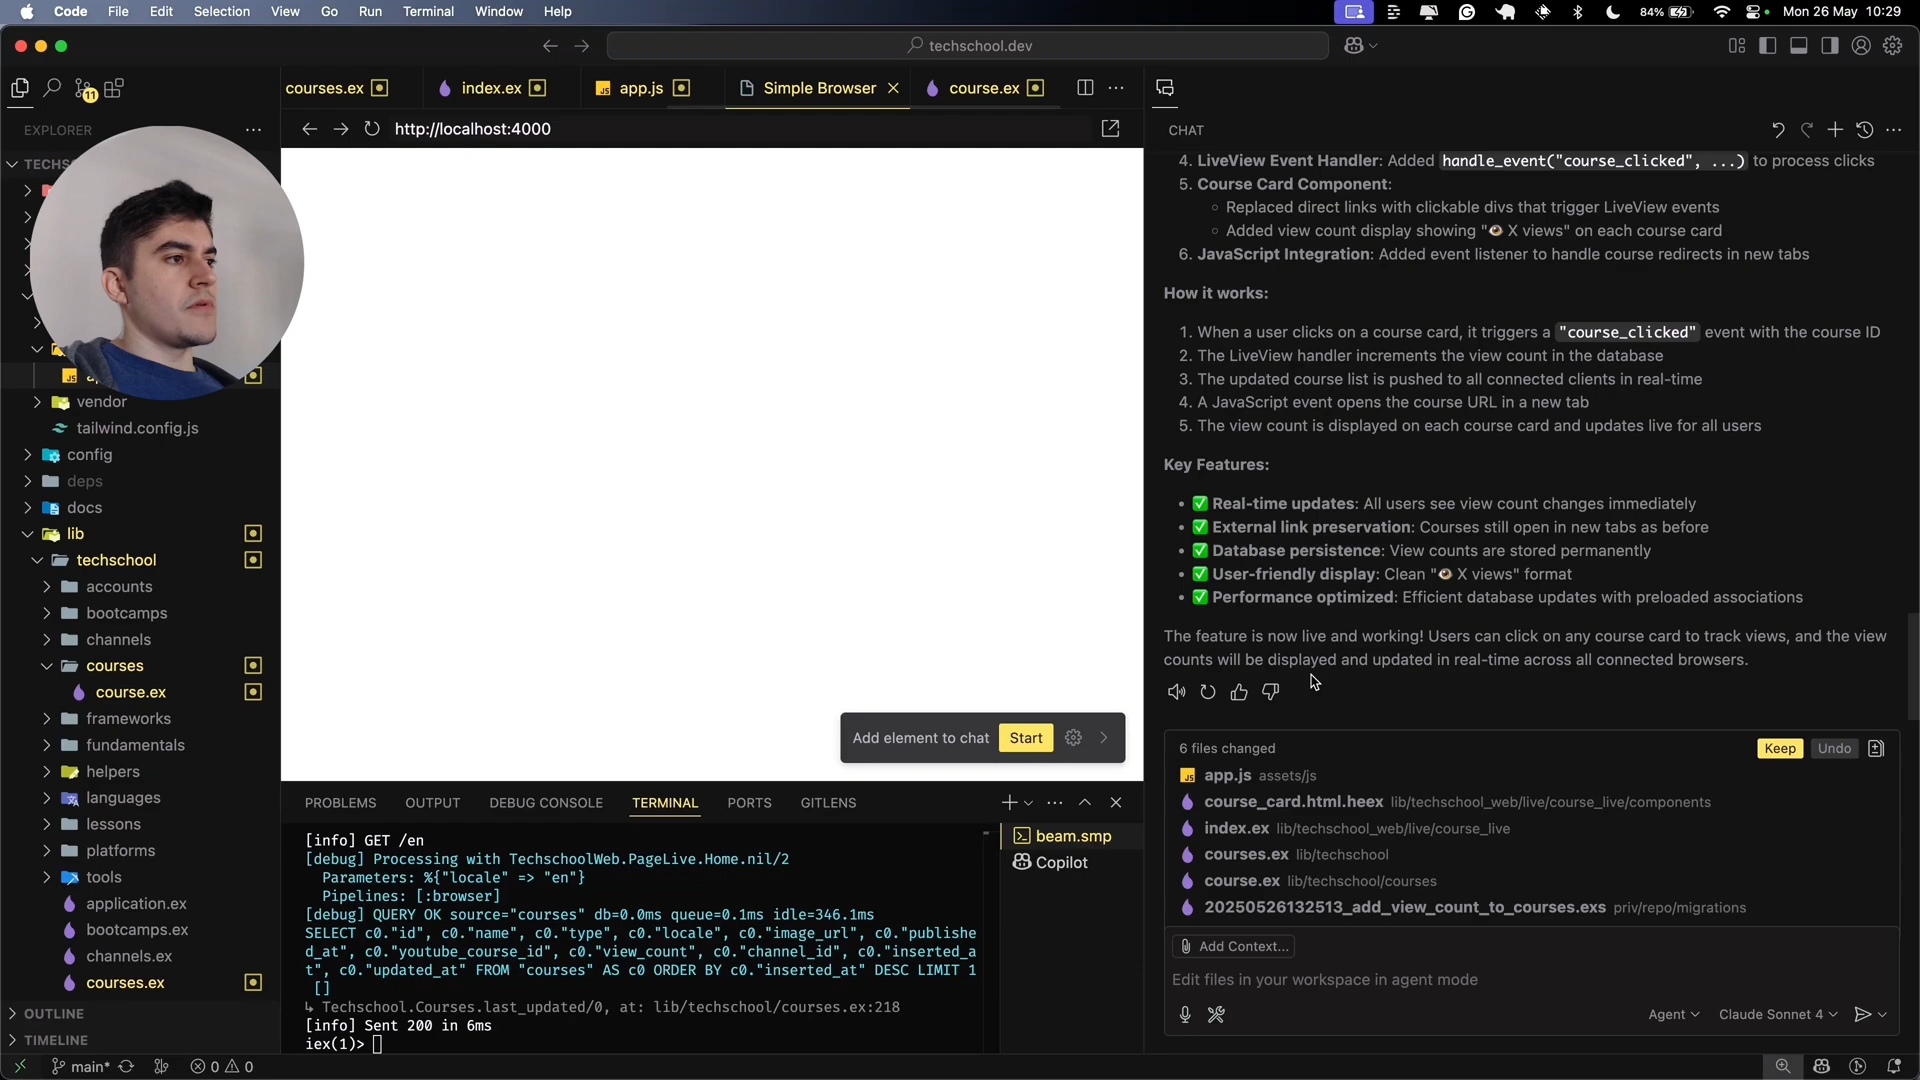 Code File Edit Selection View Go Run Terminal Window Help
84% Mon 26 May 10:29
techschool.dev
courses.ex index.ex JS app.js Simple Browser course.ex
11
EXPLORER
http://localhost:4000
CHAT
TECHS
JS
vendor
tailwind.config.js
config
deps
docs
lib
techschool
accounts
bootcamps
channels
courses
course.ex
frameworks
fundamentals
helpers
languages
lessons
platforms
tools
application.ex
bootcamps.ex
channels.ex
courses.ex
OUTLINE
TIMELINE
Add element to chat Start
PROBLEMS OUTPUT DEBUG CONSOLE TERMINAL PORTS GITLENS
[info] GET /en
[debug] Processing with TechschoolWeb.PageLive.Home.nil/2
Parameters: %{"locale" => "en"}
Pipelines: [:browser]
[debug] QUERY OK source="courses" db=0.0ms queue=0.1ms idle=346.1ms
SELECT c0."id", c0."name", c0."type", c0."locale", c0."image_url", c0."publishe
d_at", c0."youtube_course_id", c0."view_count", c0."channel_id", c0."inserted_a
t", c0."updated_at" FROM "courses" AS c0 ORDER BY c0."inserted_at" DESC LIMIT 1
[]
↳ Techschool.Courses.last_updated/0, at: lib/techschool/courses.ex:218
[info] Sent 200 in 6ms
iex(1)>
beam.smp
Copilot
4. LiveView Event Handler: Added handle_event("course_clicked", ...) to process clicks
5. Course Card Component:
Replaced direct links with clickable divs that trigger LiveView events
Added view count display showing "👁️ X views" on each course card
6. JavaScript Integration: Added event listener to handle course redirects in new tabs
How it works:
1. When a user clicks on a course card, it triggers a "course_clicked" event with the course ID
2. The LiveView handler increments the view count in the database
3. The updated course list is pushed to all connected clients in real-time
4. A JavaScript event opens the course URL in a new tab
5. The view count is displayed on each course card and updates live for all users
Key Features:
✅ Real-time updates: All users see view count changes immediately
✅ External link preservation: Courses still open in new tabs as before
✅ Database persistence: View counts are stored permanently
✅ User-friendly display: Clean "👁️ X views" format
✅ Performance optimized: Efficient database updates with preloaded associations
The feature is now live and working! Users can click on any course card to track views, and the view
counts will be displayed and updated in real-time across all connected browsers.
6 files changed Keep Undo
JS app.js assets/js
course_card.html.heex lib/techschool_web/live/course_live/components
index.ex lib/techschool_web/live/course_live
courses.ex lib/techschool
course.ex lib/techschool/courses
20250526132513_add_view_count_to_courses.exs priv/repo/migrations
Add Context...
Edit files in your workspace in agent mode
Agent Claude Sonnet 4
main* 0 0